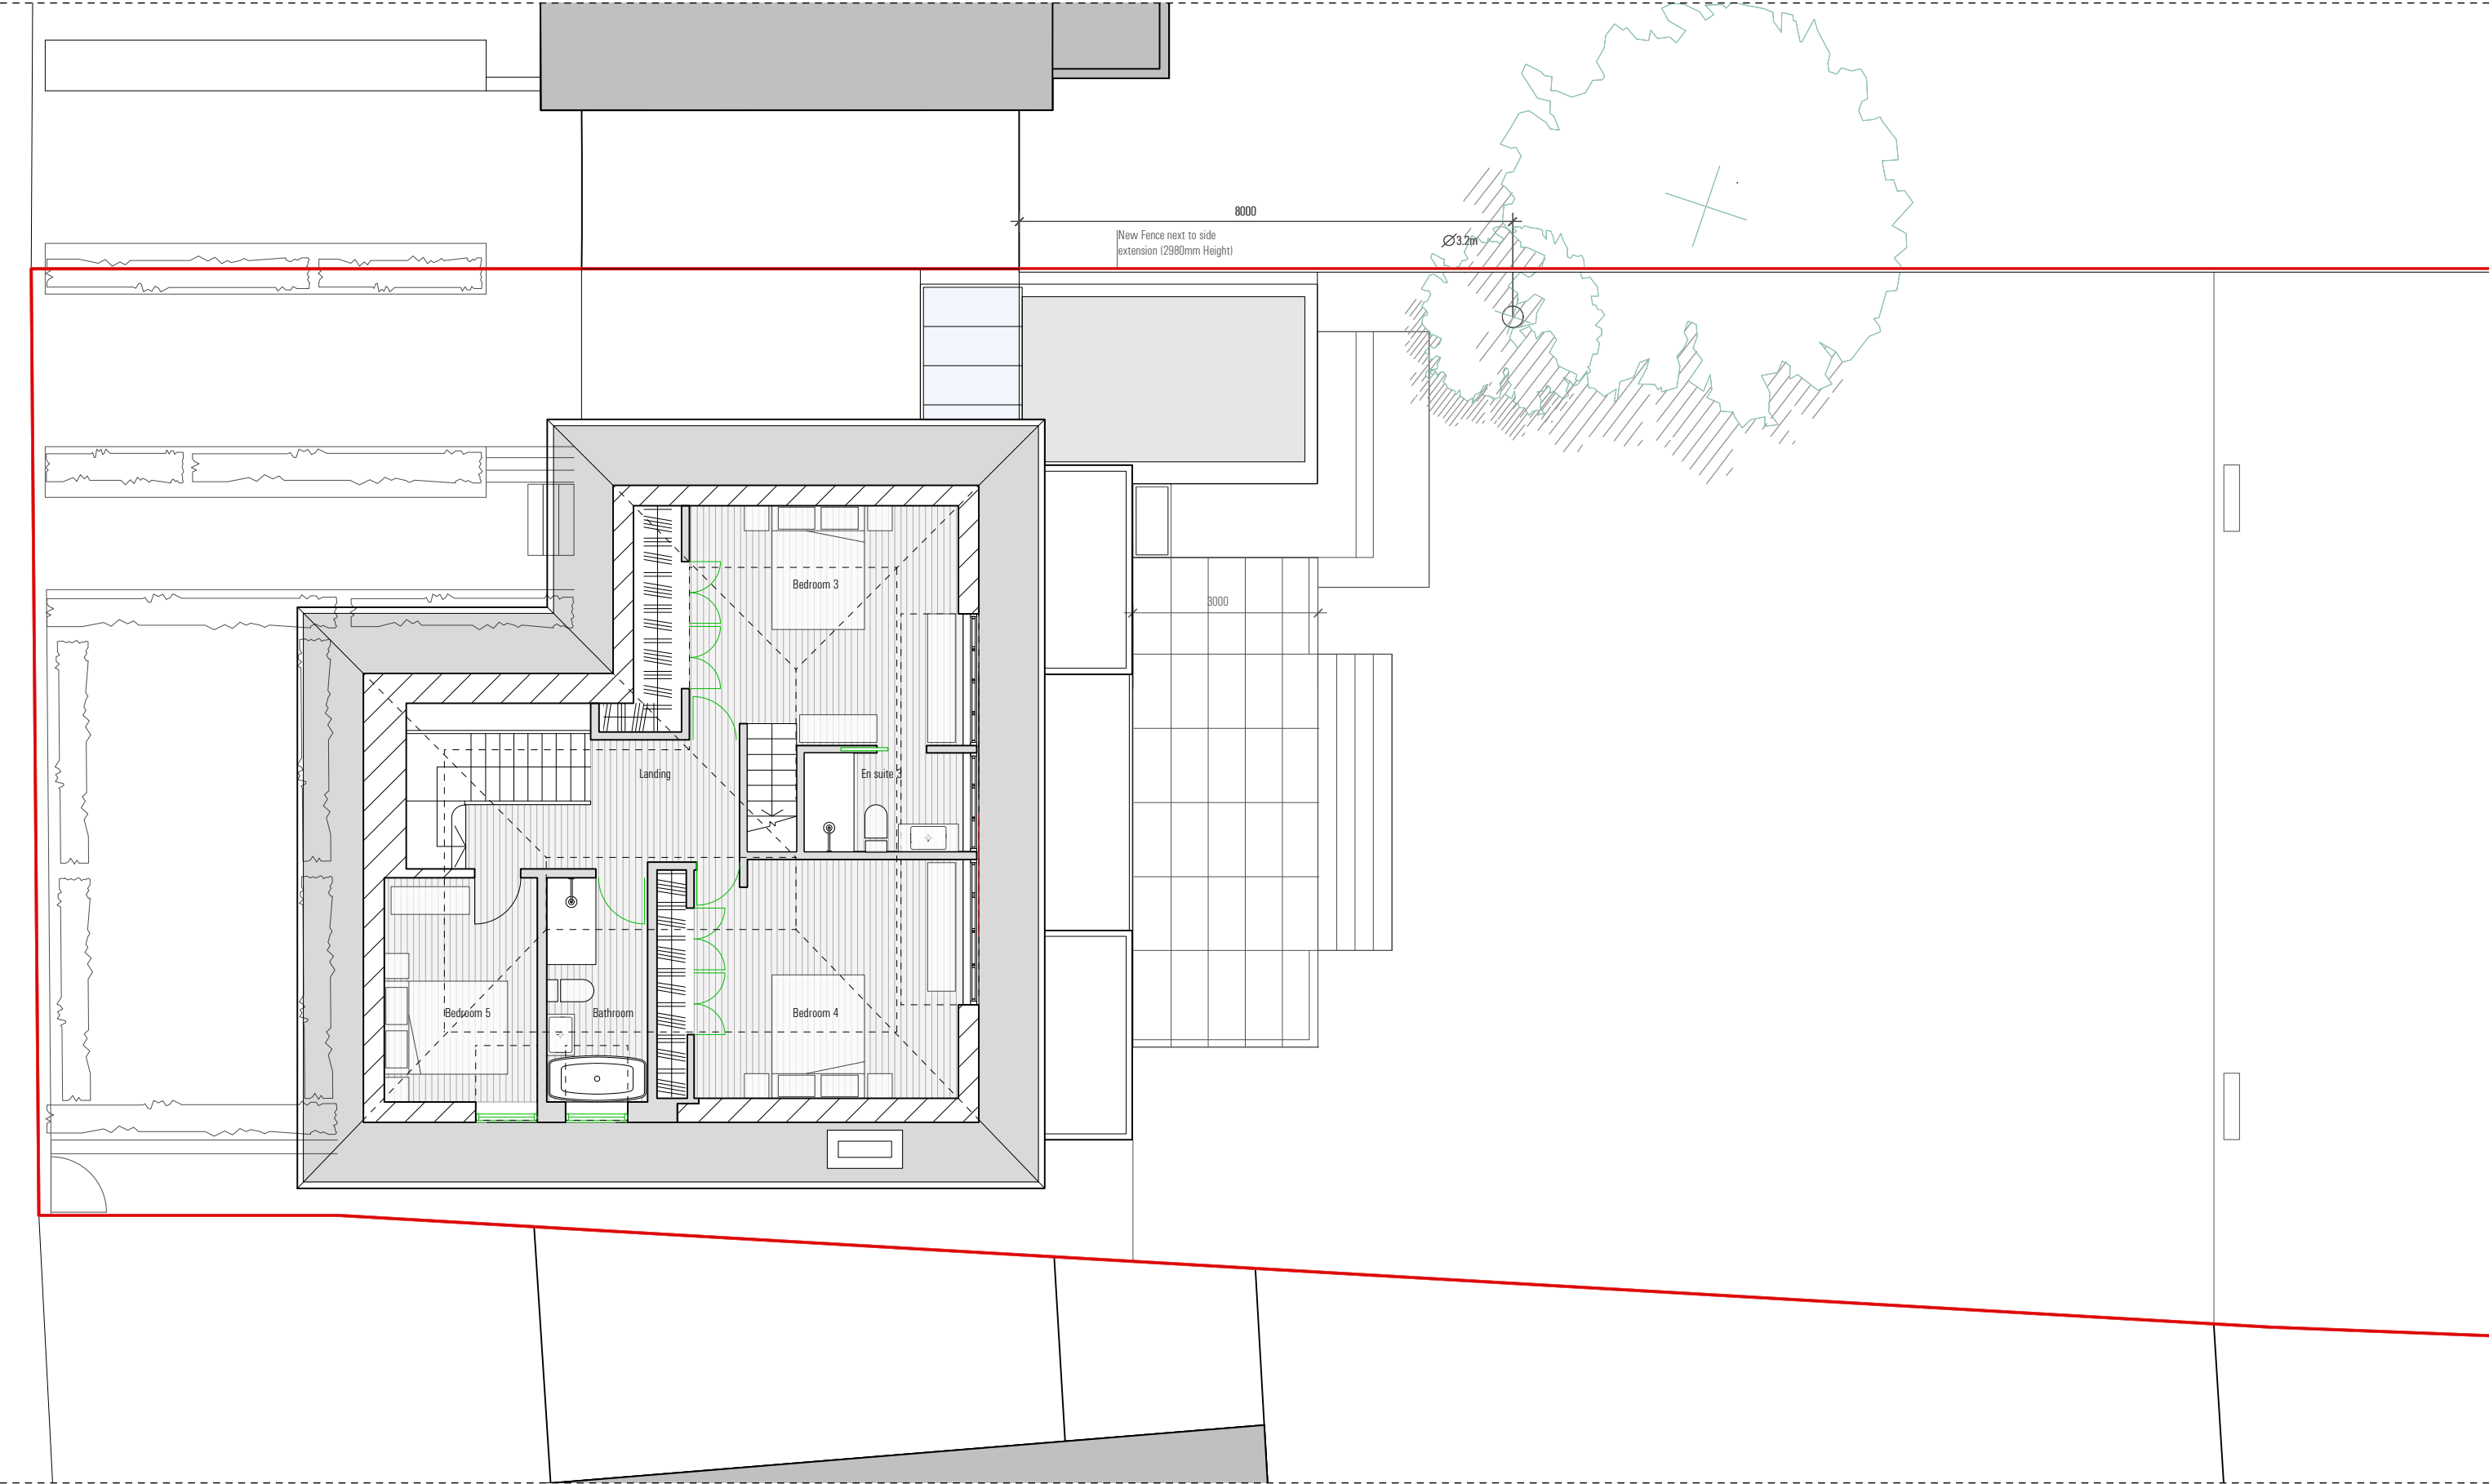 8000
New Fence next to side
extension (2980mm Height)
Ø3.2m
Bedroom 3
3000
Landing
En suite 3
Bedroom 5
Bathroom
Bedroom 4